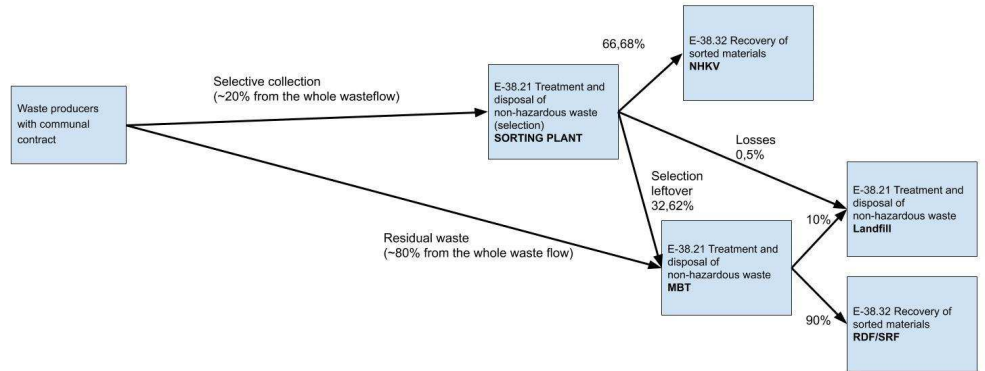 Waste producers
with communal
contract
Selective collection
(~20% from the whole wasteflow)
Residual waste
(~80% from the whole waste flow)
E-38.21 Treatment and
disposal of
non-hazardous waste
(selection)
SORTING PLANT
66,68%
E-38.32 Recovery of
sorted materials
NHKV
Losses
0,5%
Selection
leftover
32,62%
E-38.21 Treatment and
disposal of
non-hazardous waste
MBT
10%
E-38.21 Treatment and
disposal of
non-hazardous waste
Landfill
90%
E-38.32 Recovery of
sorted materials
RDF/SRF